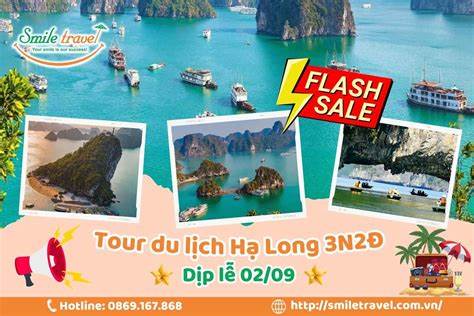 Smile travel
Your smile is our success!
FLASH
SALE
Tour du lịch Hạ Long 3N2Đ
Dịp lễ 02/09
Hotline: 0869.167.868
http://smiletravel.com.vn/